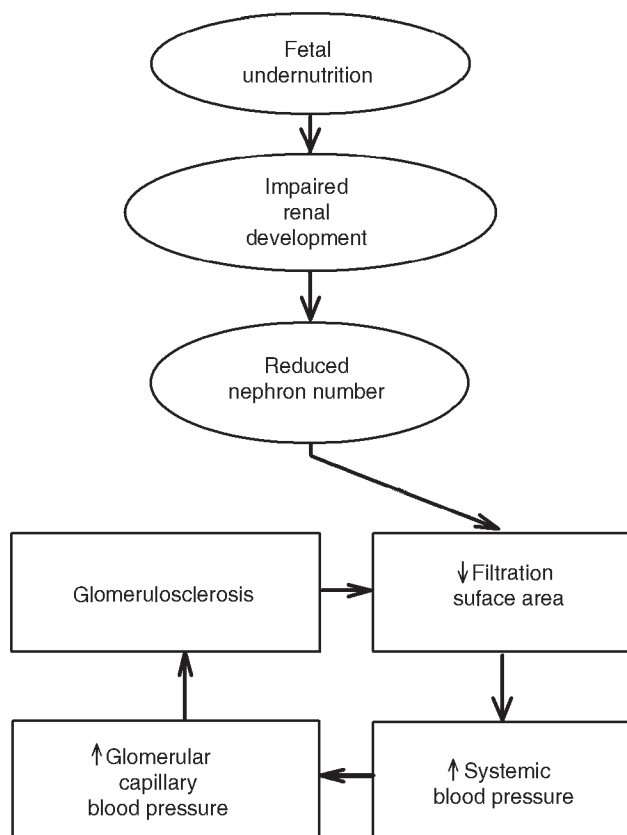 Fetal
undernutrition
Impaired
renal
development
Reduced
nephron number
Glomerulosclerosis
↓Filtration
suface area
↑Glomerular
capillary
blood pressure
↑Systemic
blood pressure